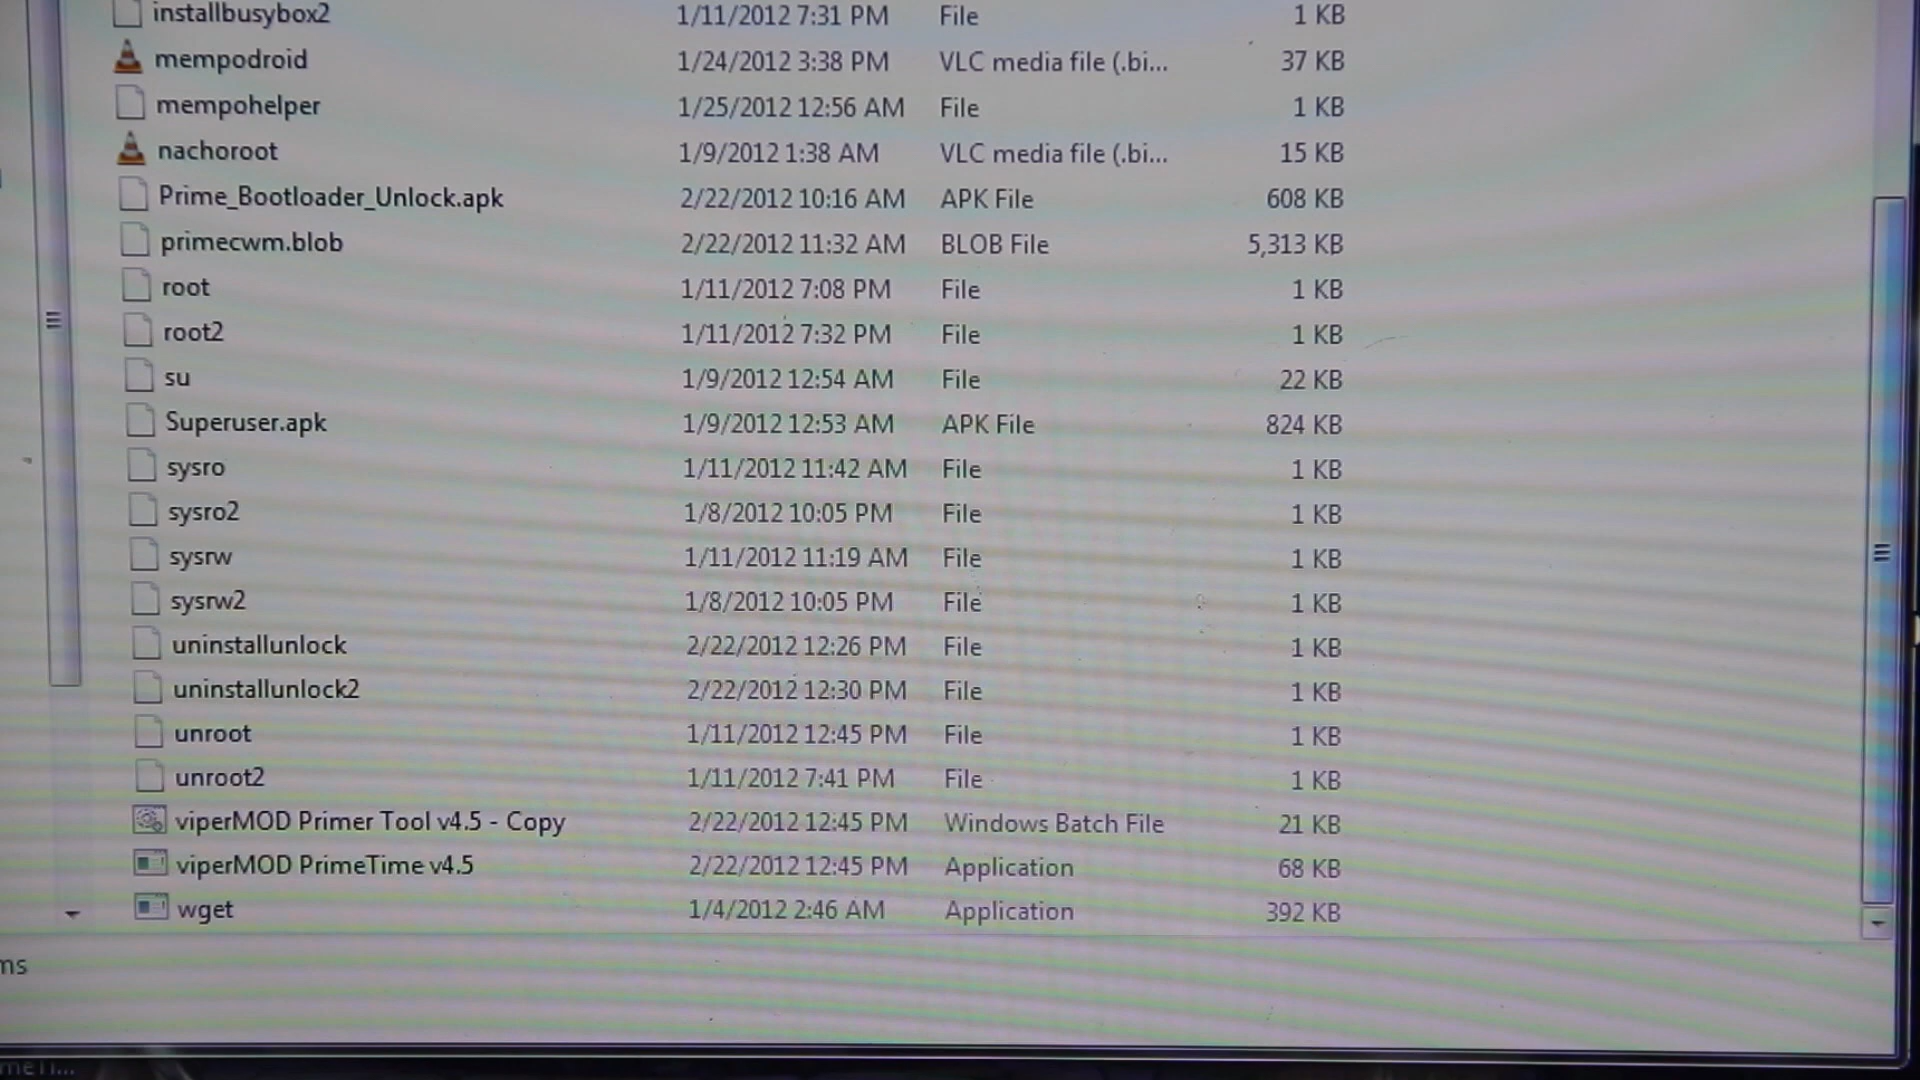 installbusybox2 1/11/2012 7:31 PM File 1 KB
mempodroid 1/24/2012 3:38 PM VLC media file (.bi... 37 KB
mempohelper 1/25/2012 12:56 AM File 1 KB
nachoroot 1/9/2012 1:38 AM VLC media file (.bi... 15 KB
Prime_Bootloader_Unlock.apk 2/22/2012 10:16 AM APK File 608 KB
primecwm.blob 2/22/2012 11:32 AM BLOB File 5,313 KB
root 1/11/2012 7:08 PM File 1 KB
root2 1/11/2012 7:32 PM File 1 KB
su 1/9/2012 12:54 AM File 22 KB
Superuser.apk 1/9/2012 12:53 AM APK File 824 KB
sysro 1/11/2012 11:42 AM File 1 KB
sysro2 1/8/2012 10:05 PM File 1 KB
sysrw 1/11/2012 11:19 AM File 1 KB
sysrw2 1/8/2012 10:05 PM File 1 KB
uninstallunlock 2/22/2012 12:26 PM File 1 KB
uninstallunlock2 2/22/2012 12:30 PM File 1 KB
unroot 1/11/2012 12:45 PM File 1 KB
unroot2 1/11/2012 7:41 PM File 1 KB
viperMOD Primer Tool v4.5 - Copy 2/22/2012 12:45 PM Windows Batch File 21 KB
viperMOD PrimeTime v4.5 2/22/2012 12:45 PM Application 68 KB
wget 1/4/2012 2:46 AM Application 392 KB
ms